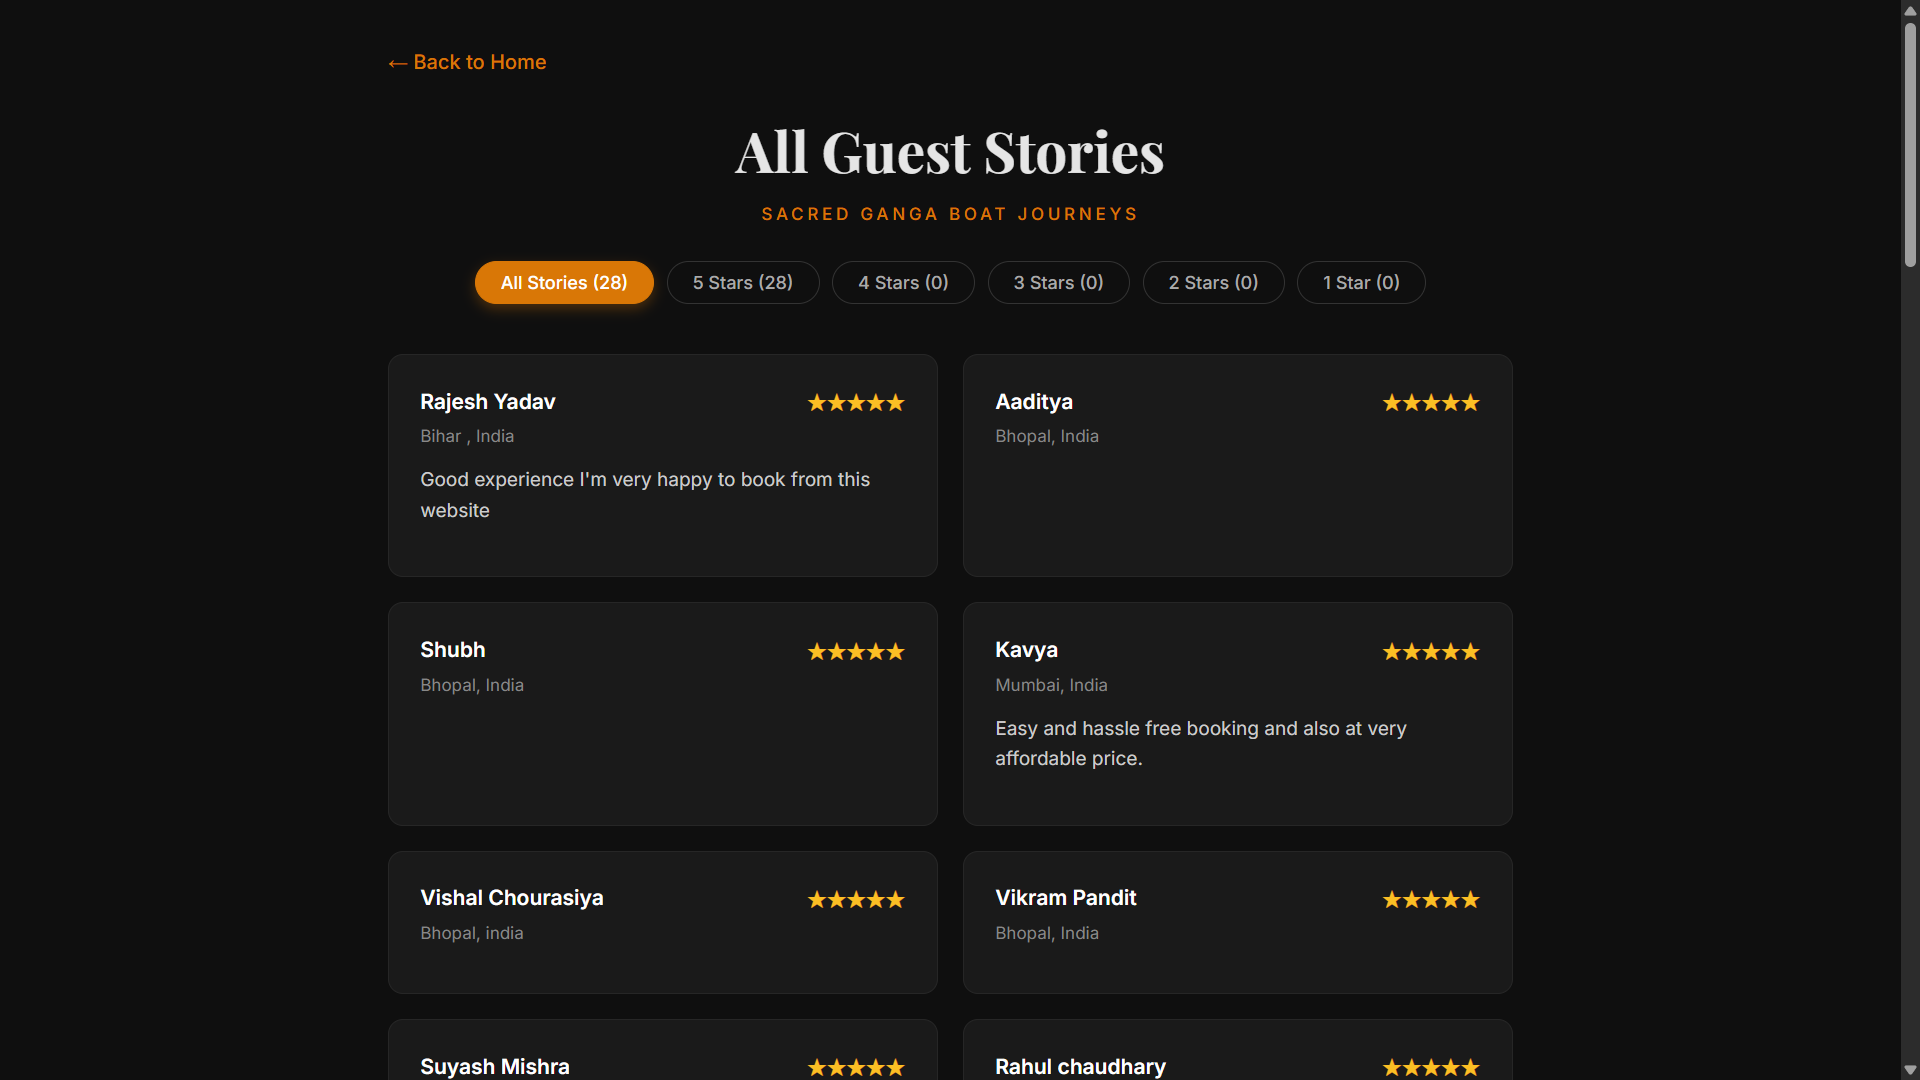 ← Back to Home
All Guest Stories
SACRED GANGA BOAT JOURNEYS
All Stories (28)
5 Stars (28)
4 Stars (0)
3 Stars (0)
2 Stars (0)
1 Star (0)
Rajesh Yadav
★★★★★
Bihar , India
Good experience I'm very happy to book from this
website
Aaditya
★★★★★
Bhopal, India
Shubh
★★★★★
Bhopal, India
Kavya
★★★★★
Mumbai, India
Easy and hassle free booking and also at very
affordable price.
Vishal Chourasiya
★★★★★
Bhopal, india
Vikram Pandit
★★★★★
Bhopal, India
Suyash Mishra
★★★★★
Rahul chaudhary
★★★★★